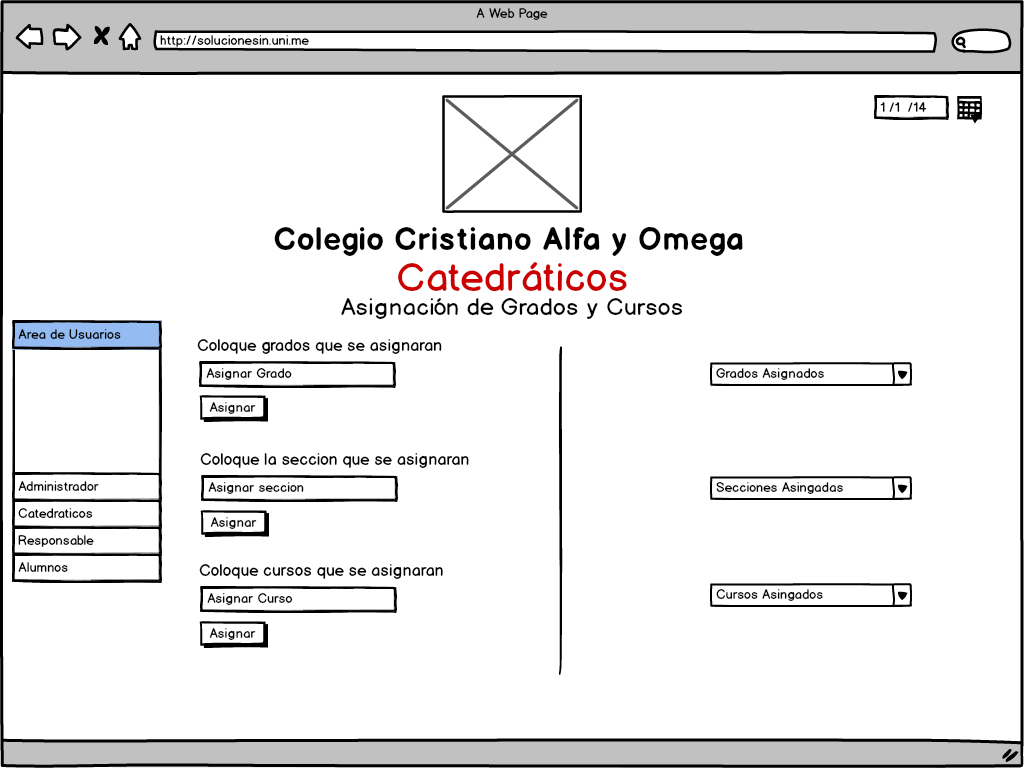 A Web Page
http://solucionesin.uni.me
1 /1 /14
Colegio Cristiano Alfa y Omega
Catedráticos
Asignación de Grados y Cursos
Area de Usuarios
Administrador
Catedraticos
Responsable
Alumnos
Coloque grados que se asignaran
Asignar Grado
Asignar
Coloque la seccion que se asignaran
Asignar seccion
Asignar
Coloque cursos que se asignaran
Asignar Curso
Asignar
Grados Asignados
Secciones Asingadas
Cursos Asingados